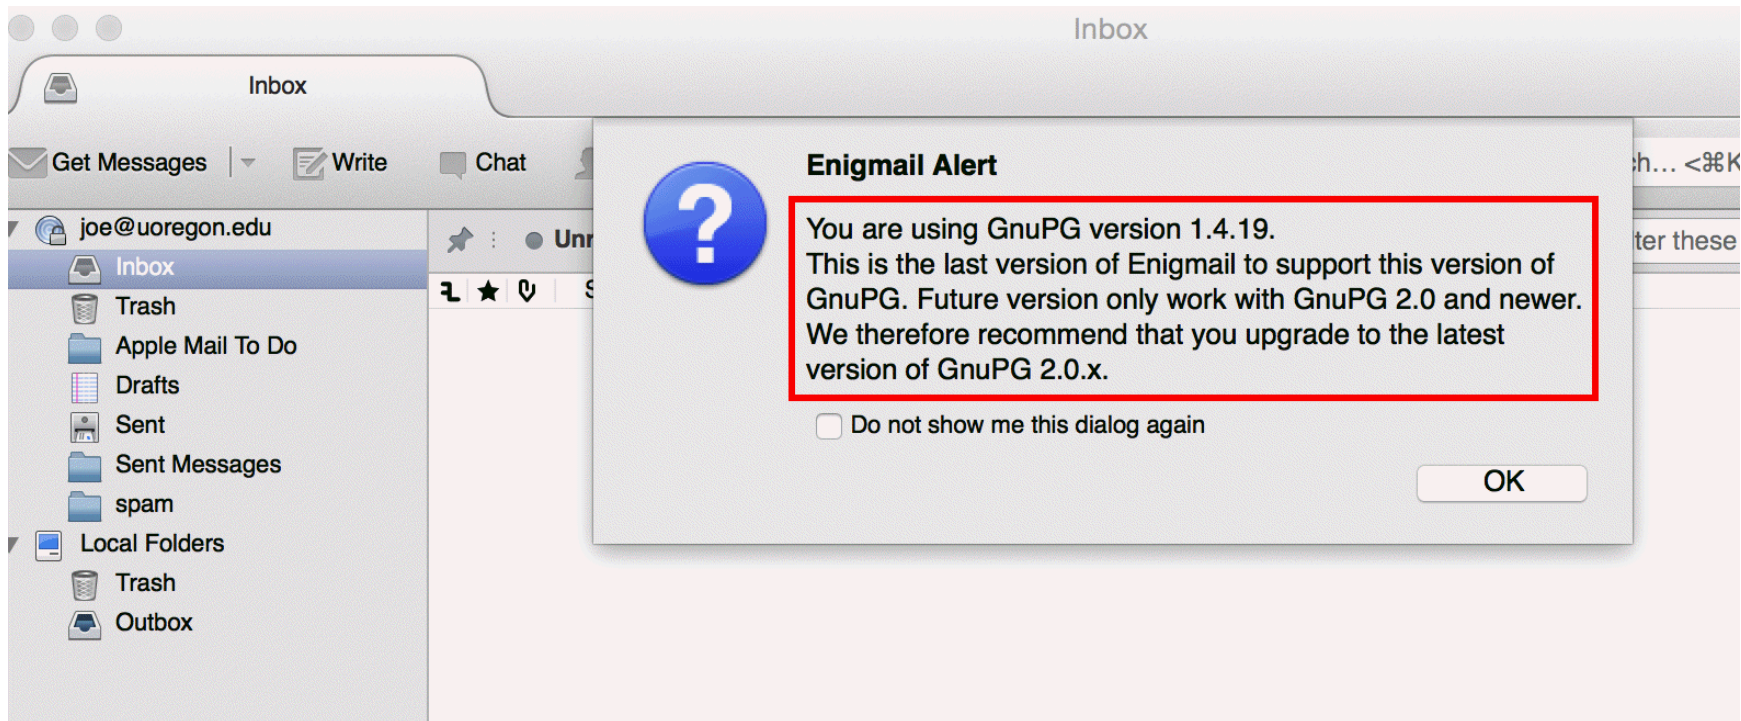 Inbox
Inbox
Get Messages
Write
Chat
ch... <⌘K
joe@uoregon.edu
Inbox
Trash
Apple Mail To Do
Drafts
Sent
Sent Messages
spam
Local Folders
Trash
Outbox
Enigmail Alert
You are using GnuPG version 1.4.19.
This is the last version of Enigmail to support this version of
GnuPG. Future version only work with GnuPG 2.0 and newer.
We therefore recommend that you upgrade to the latest
version of GnuPG 2.0.x.
Do not show me this dialog again
OK
these